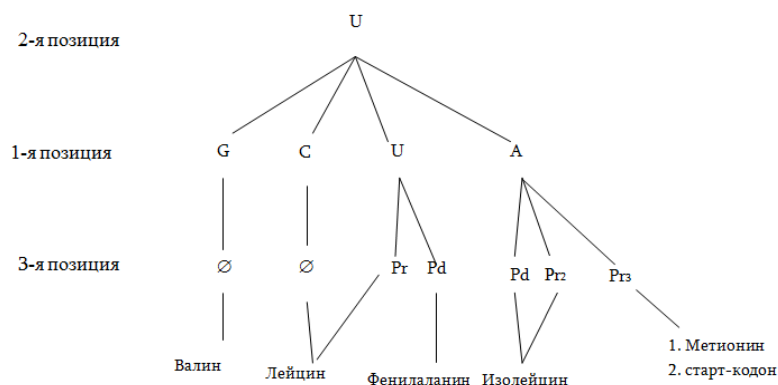 U
2-я позиция
1-я позиция G C U A
3-я позиция ∅ ∅ Pr Pd Pd Pr₂ Pr₃
1. Метионин
Валин Лейцин Фенилаланин Изолейцин 2. старт-кодон